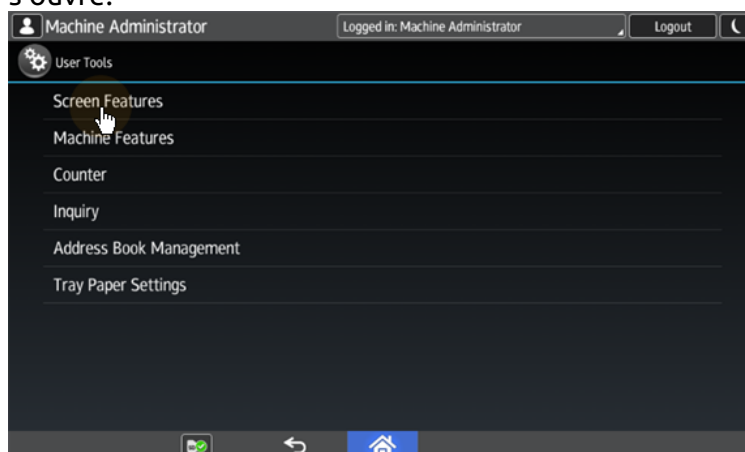 s'ouvre.
Machine Administrator Logged in: Machine Administrator Logout
User Tools
Screen Features
Machine Features
Counter
Inquiry
Address Book Management
Tray Paper Settings